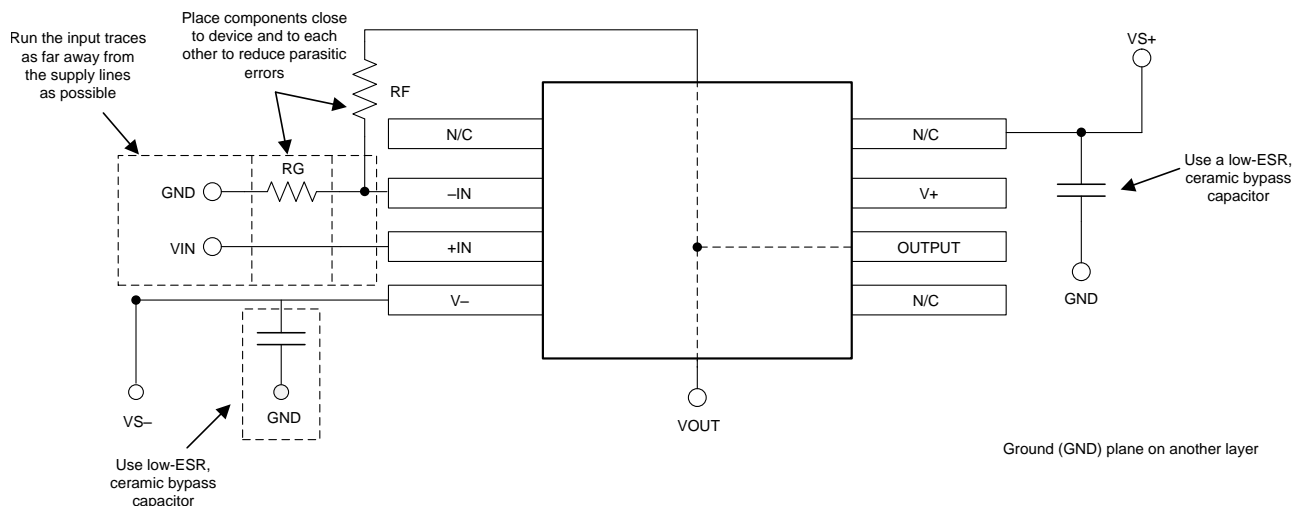 Run the input traces
as far away from
the supply lines
as possible
Place components close
to device and to each
other to reduce parasitic
errors
RF
N/C
RG
GND
–IN
VIN
+IN
V–
VS–
GND
Use low-ESR,
ceramic bypass
capacitor
VOUT
VS+
N/C
V+
OUTPUT
N/C
Use a low-ESR,
ceramic bypass
capacitor
GND
Ground (GND) plane on another layer